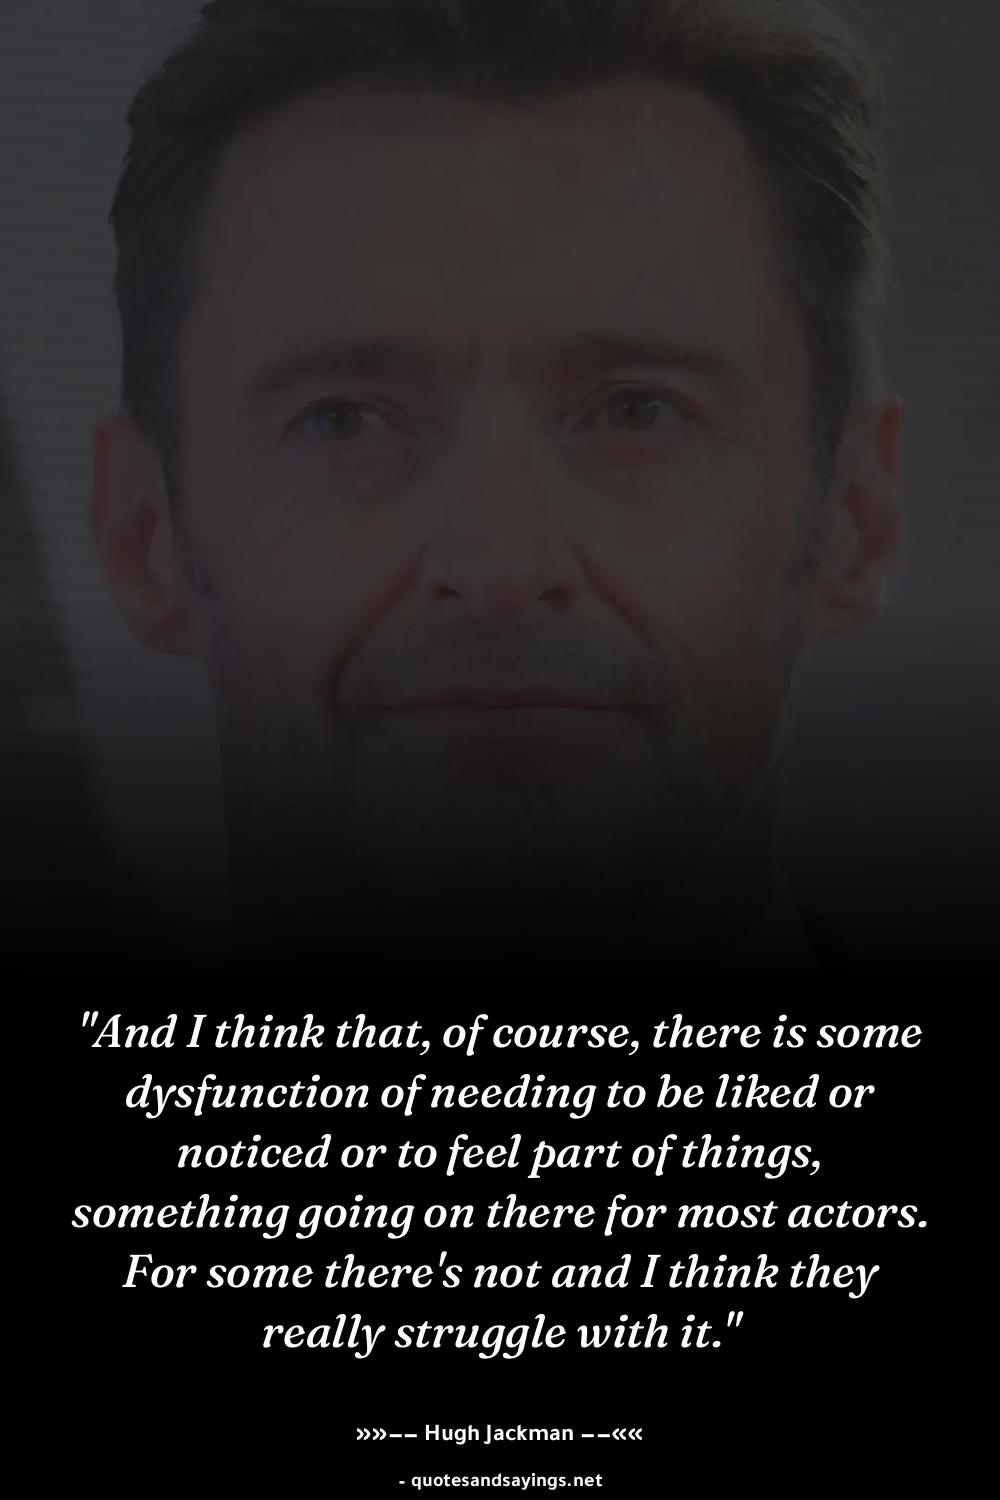 "And I think that, of course, there is some
dysfunction of needing to be liked or
noticed or to feel part of things,
something going on there for most actors.
For some there's not and I think they
really struggle with it."
»»−− Hugh Jackman −−««
- quotesandsayings.net